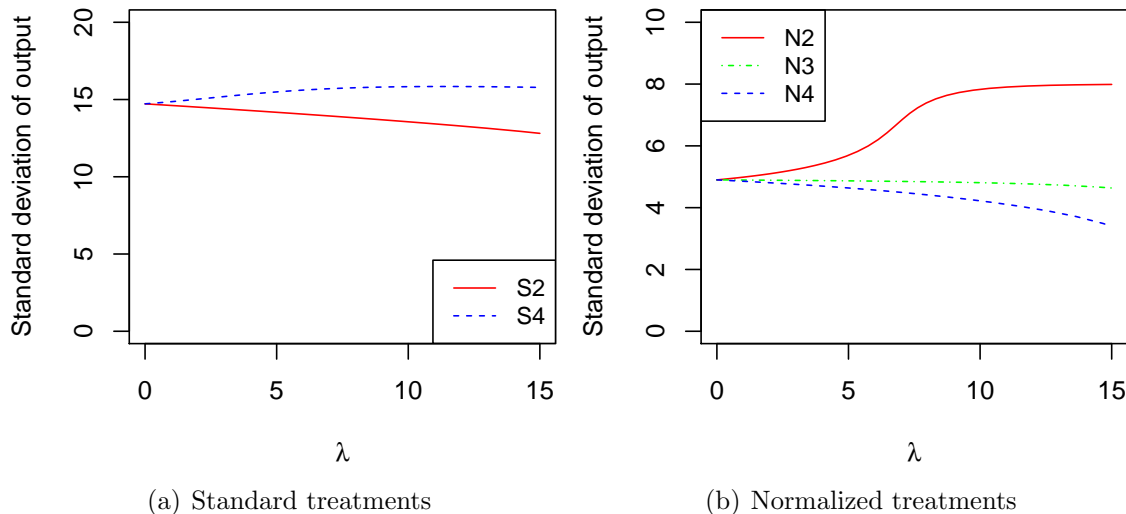 Standard deviation of output
20
15
10
5
0
S2
S4
0 5 10 15
λ
(a) Standard treatments
Standard deviation of output
10
8
6
4
2
0
N2
N3
N4
0 5 10 15
λ
(b) Normalized treatments